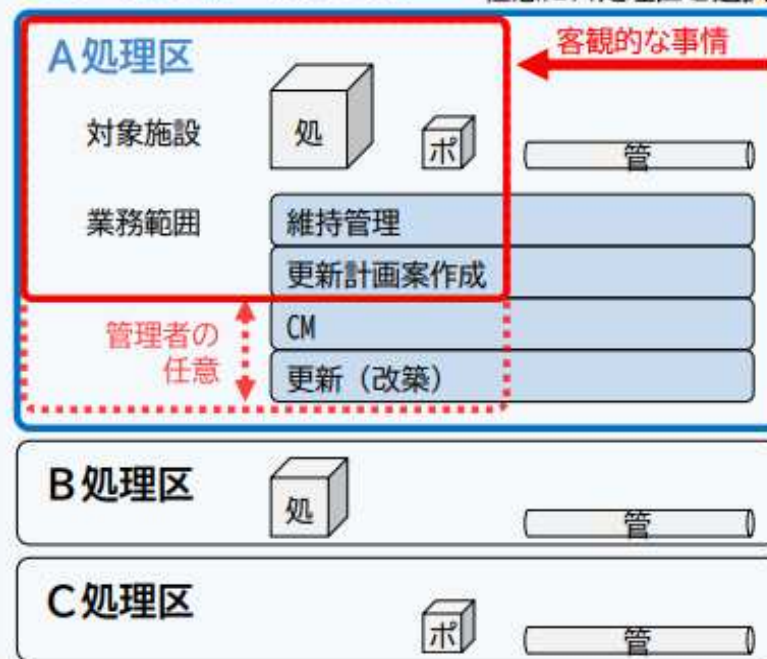 A処理区
客観的な事情
対象施設
処
ポ
管
業務範囲
維持管理
更新計画案作成
管理者の
任意
CM
更新（改築）
B処理区
処
管
C処理区
ポ
管